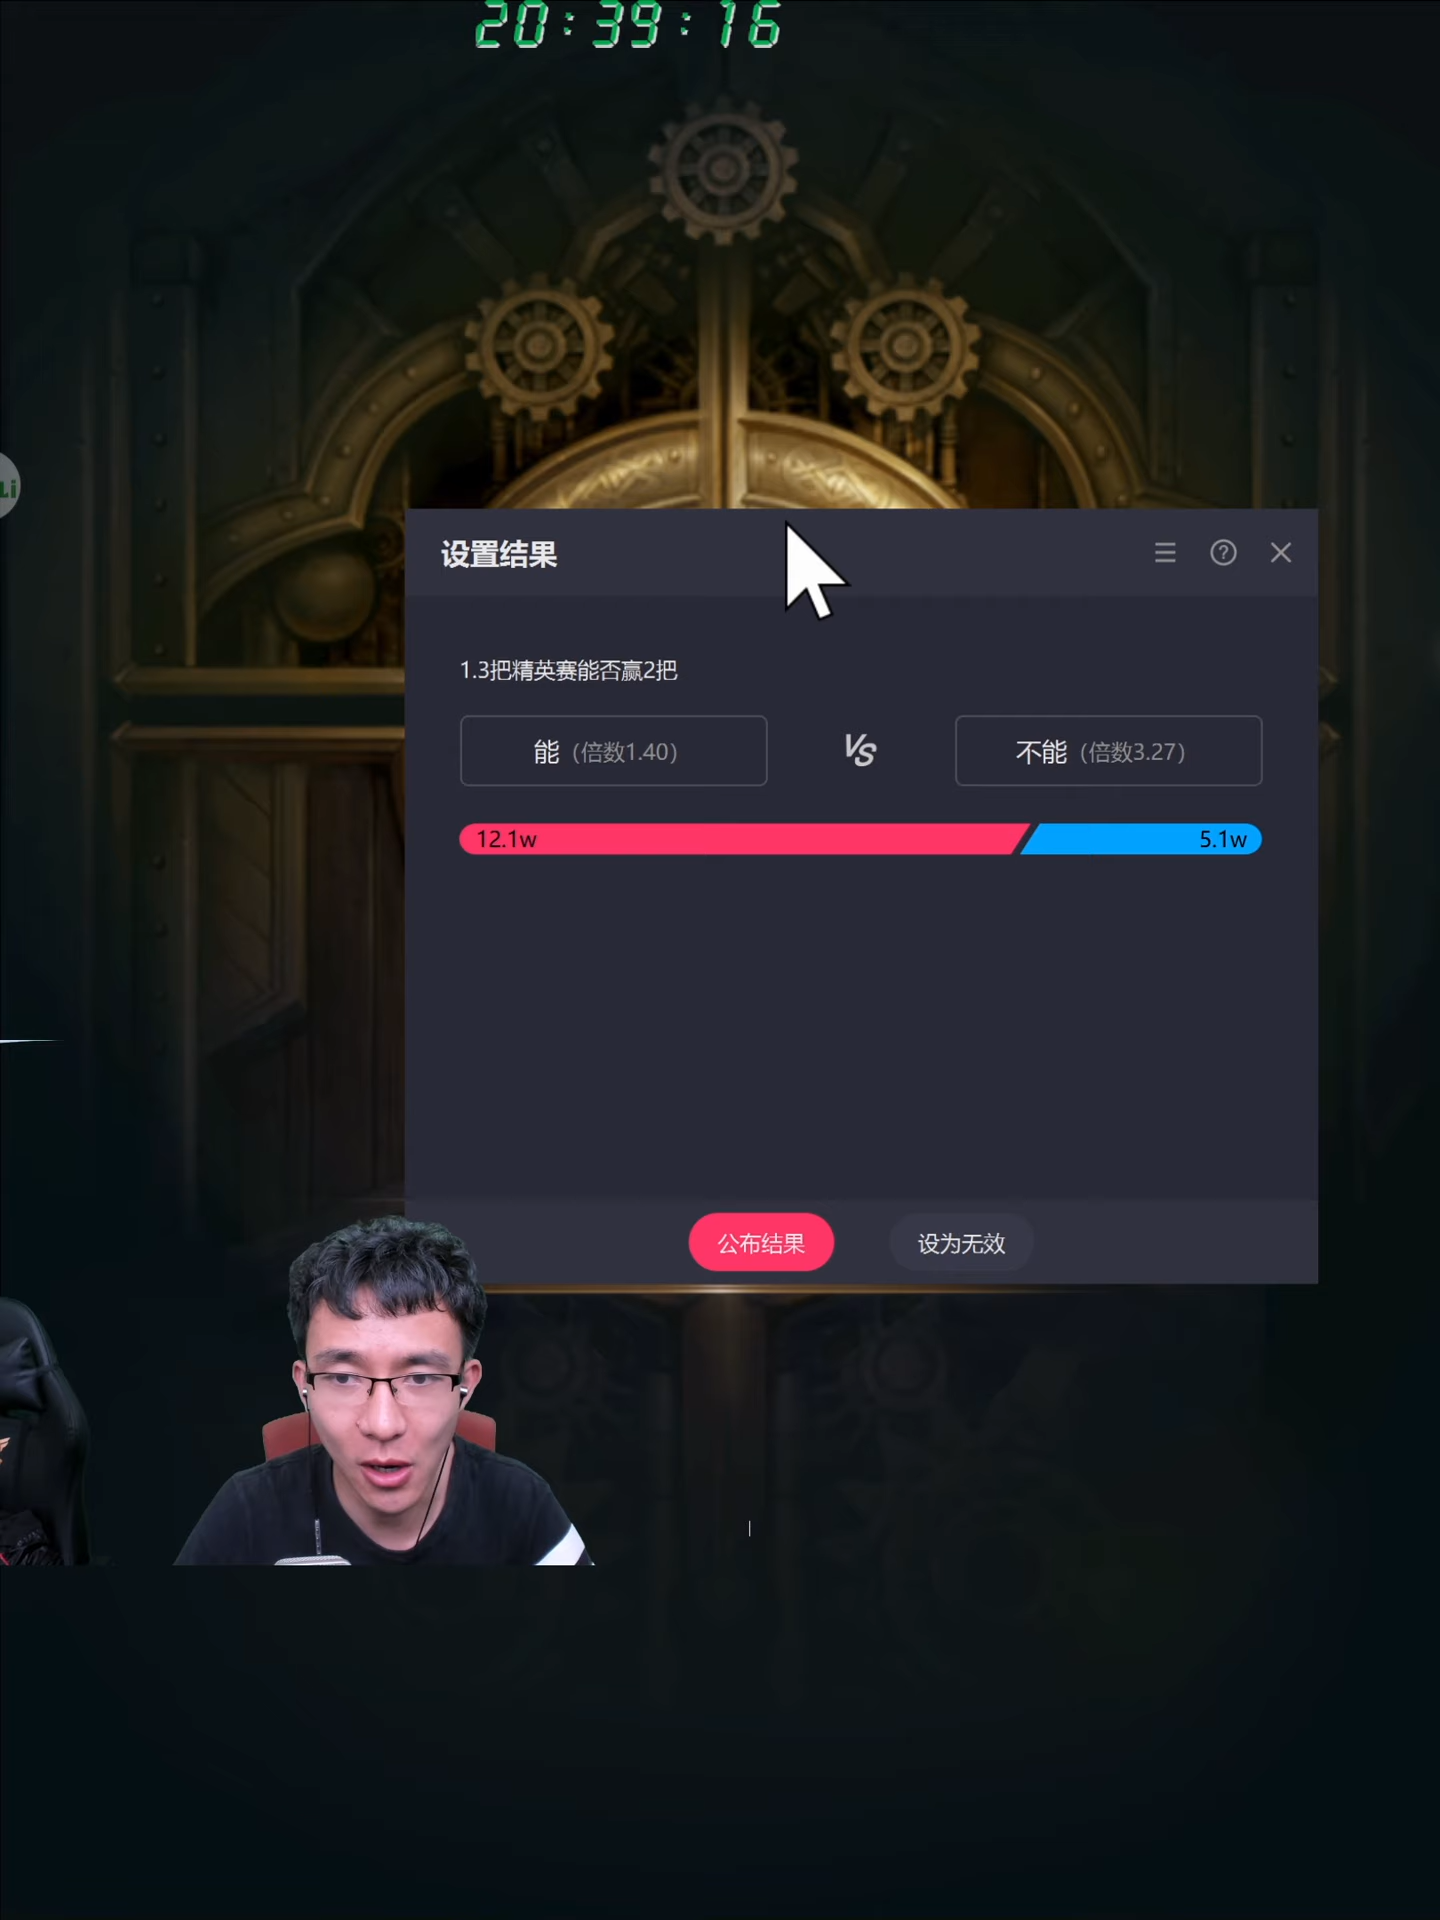 20:39:16
Li
设置结果
1.3把精英赛能否赢2把
能（倍数1.40）
VS
不能（倍数3.27）
12.1w
5.1w
公布结果
设为无效